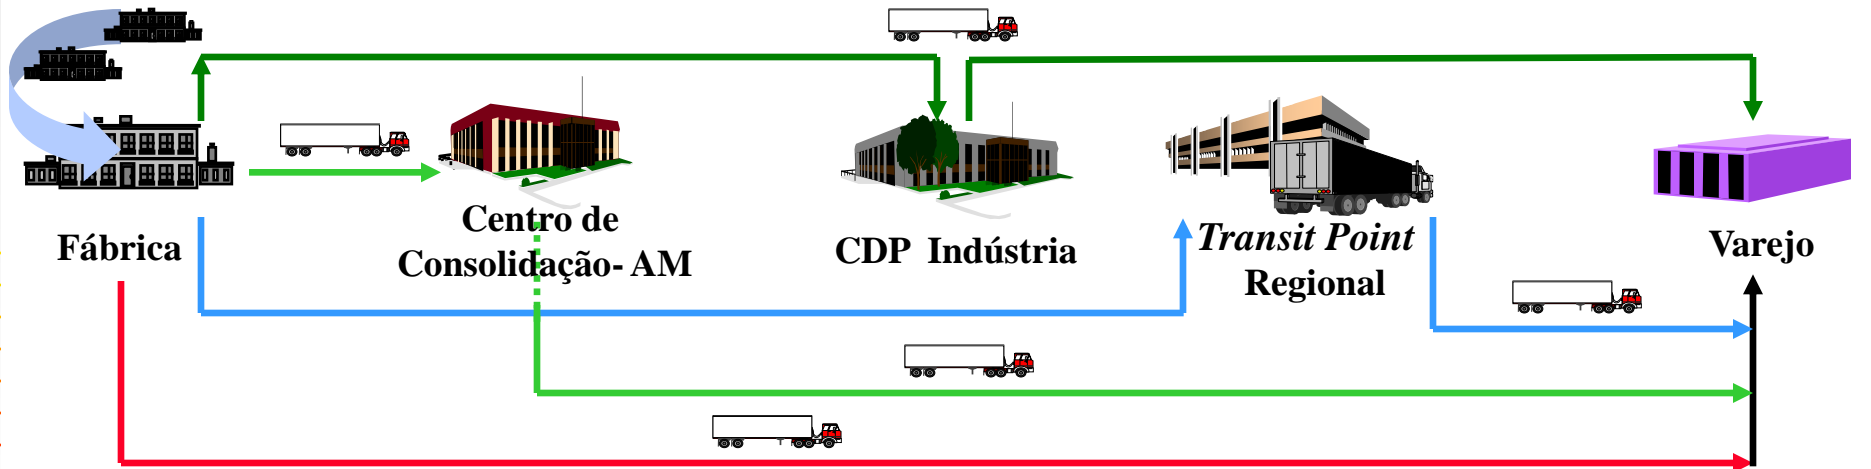 Fábrica
Centro de
Consolidação- AM
CDP Indústria
Transit Point
Regional
Varejo